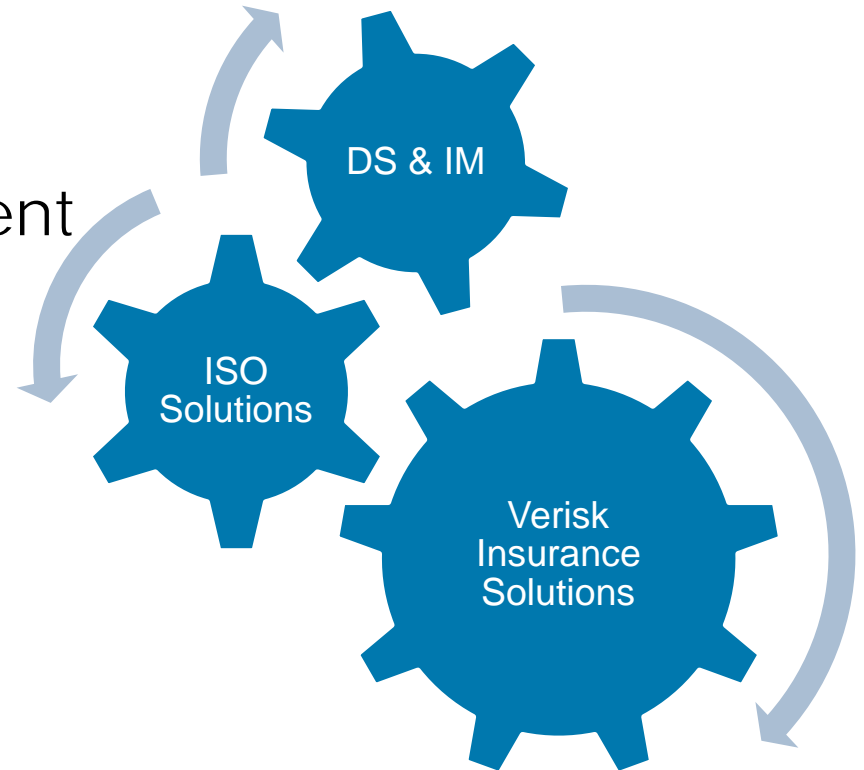 DS & IM
ent
ISO
Solutions
Verisk
Insurance
Solutions